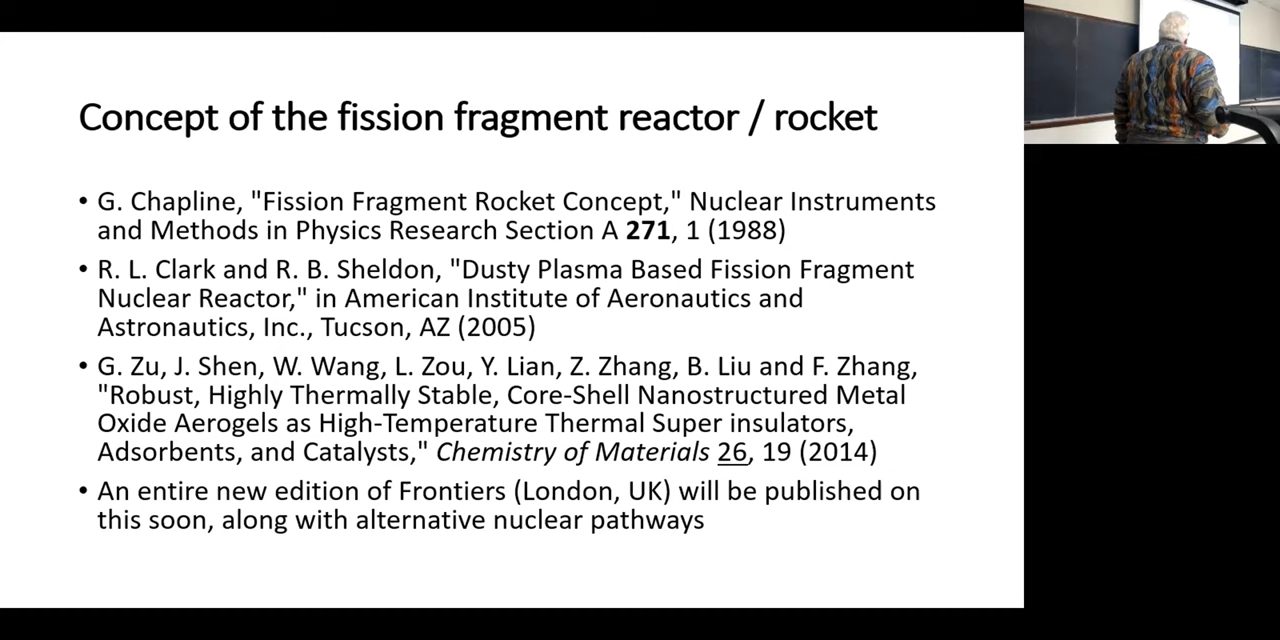 Concept of the fission fragment reactor / rocket
• G. Chapline, "Fission Fragment Rocket Concept," Nuclear Instruments
and Methods in Physics Research Section A 271, 1 (1988)
• R. L. Clark and R. B. Sheldon, "Dusty Plasma Based Fission Fragment
Nuclear Reactor," in American Institute of Aeronautics and
Astronautics, Inc., Tucson, AZ (2005)
• G. Zu, J. Shen, W. Wang, L. Zou, Y. Lian, Z. Zhang, B. Liu and F. Zhang,
"Robust, Highly Thermally Stable, Core-Shell Nanostructured Metal
Oxide Aerogels as High-Temperature Thermal Super insulators,
Adsorbents, and Catalysts," Chemistry of Materials 26, 19 (2014)
• An entire new edition of Frontiers (London, UK) will be published on
this soon, along with alternative nuclear pathways